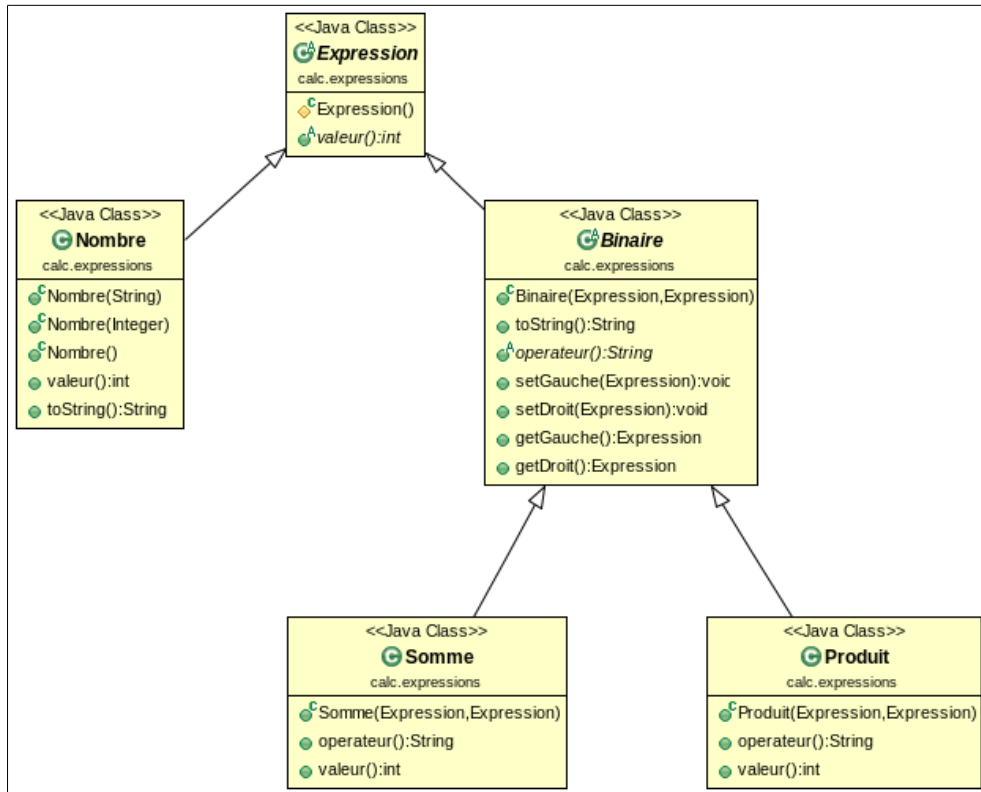 <<Java Class>>
Expression
calc.expressions
Expression()
valeur():int
<<Java Class>>
Nombre
calc.expressions
Nombre(String)
Nombre(Integer)
Nombre()
valeur():int
toString():String
<<Java Class>>
Binaire
calc.expressions
Binaire(Expression,Expression)
toString():String
operateur():String
setGauche(Expression):voic
setDroit(Expression):void
getGauche():Expression
getDroit():Expression
<<Java Class>>
Somme
calc.expressions
Somme(Expression,Expression)
operateur():String
valeur():int
<<Java Class>>
Produit
calc.expressions
Produit(Expression,Expression)
operateur():String
valeur():int